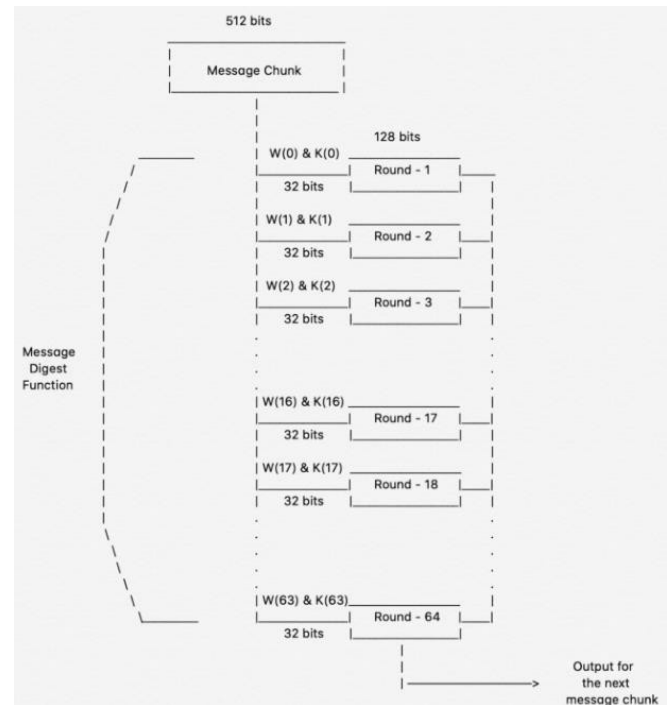 512 bits
Message Chunk
128 bits
W(0) & K(0)
Round - 1
32 bits
W(1) & K(1)
Round - 2
32 bits
W(2) & K(2)
Round - 3
32 bits
Message
Digest
Function
W(16) & K(16)
Round - 17
32 bits
W(17) & K(17)
Round - 18
32 bits
W(63) & K(63)
Round - 64
32 bits
Output for
the next
message chunk